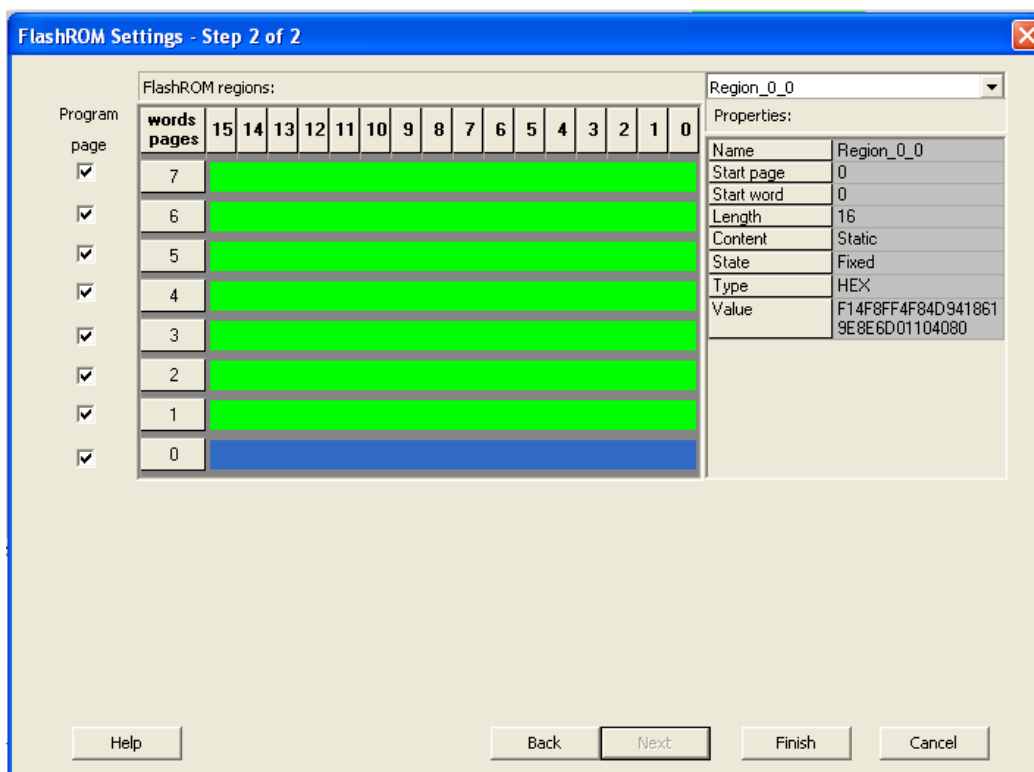 FlashROM Settings - Step 2 of 2
FlashROM regions:
Region_0_0
Program
page
words
pages
15 14 13 12 11 10 9 8 7 6 5 4 3 2 1 0
7
6
5
4
3
2
1
0
Properties:
Name Region_0_0
Start page 0
Start word 0
Length 16
Content Static
State Fixed
Type HEX
Value F14F8FF4F84D941861
9E8E6D01104080
Help Back Next Finish Cancel